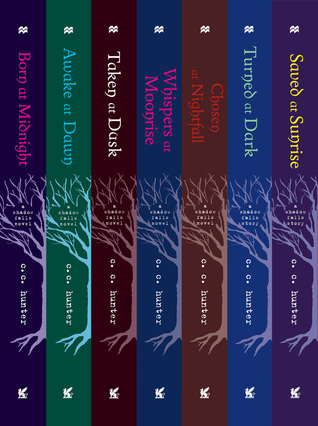 Born at Midnight
a
shadow
falls
novel
c. c. hunter
Awake at Dawn
a
shadow
falls
novel
c. c. hunter
Taken at Dusk
a
shadow
falls
novel
c. c. hunter
Whispers at
Moonrise
a
shadow
falls
novel
c. c. hunter
Chosen
at Nightfall
a
shadow
falls
novel
c. c. hunter
Turned at Dark
a
shadow
falls
story
c. c. hunter
Saved at Sunrise
a
shadow
falls
story
c. c. hunter